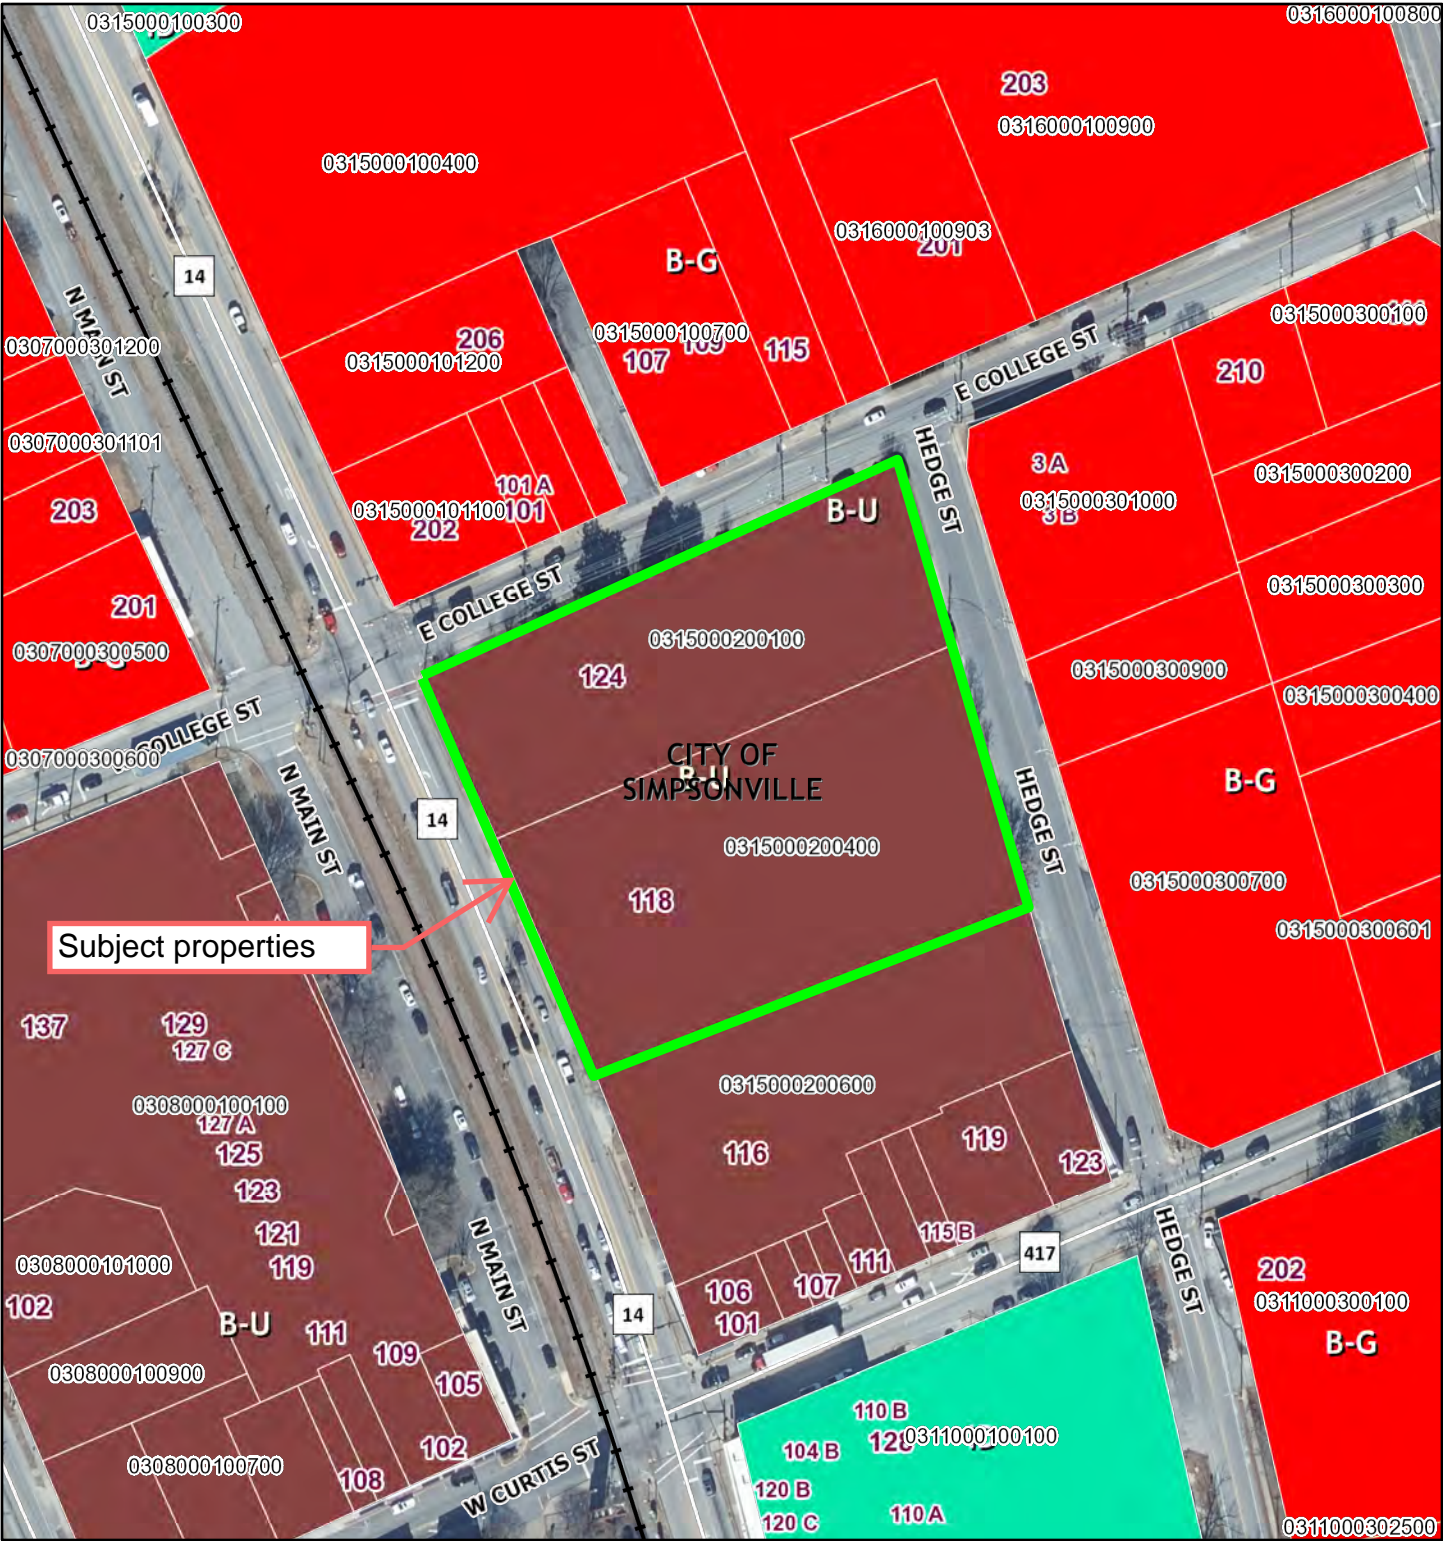 0315000100300
0316000100800
203
0316000100900
0315000100400
0316000100903
201
B-G
14
N MAIN ST
0307000301200
206
0315000101200
0315000100700
107
109
115
0315000300100
E COLLEGE ST
210
0307000301101
HEDGE ST
3 A
0315000301000
3 B
0315000300200
203
101 A
0315000101100
101
202
B-U
0315000300300
201
E COLLEGE ST
0307000300500
0315000200100
124
0315000300900
0315000300400
COLLEGE ST
0307000300600
CITY OF
SIMPSONVILLE
B-U
B-G
N MAIN ST
14
HEDGE ST
0315000200400
0315000300700
118
0315000300601
Subject properties
137
129
127 C
0308000100100
127 A
125
123
121
119
0315000200600
116
119
123
115 B
111
107
106
101
417
HEDGE ST
202
0311000300100
B-G
0308000101000
102
N MAIN ST
14
B-U
111
109
105
0308000100900
102
108
0308000100700
W CURTIS ST
110 B
128
0311000100100
104 B
120 B
120 C
110 A
0311000302500